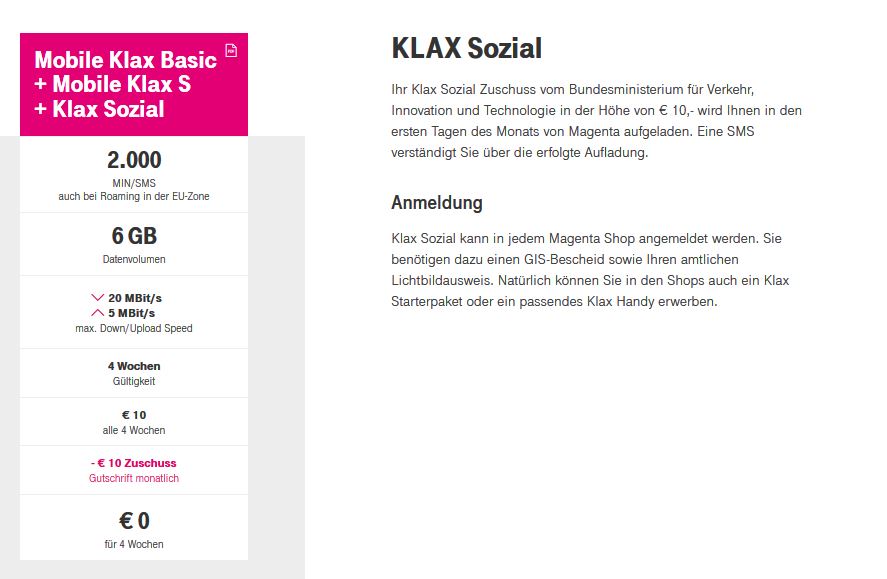 Mobile Klax Basic
+ Mobile Klax S
+ Klax Sozial
2.000
MIN/SMS
auch bei Roaming in der EU-Zone
6 GB
Datenvolumen
20 MBit/s
5 MBit/s
max. Down/Upload Speed
4 Wochen
Gültigkeit
€ 10
alle 4 Wochen
- € 10 Zuschuss
Gutschrift monatlich
€ 0
für 4 Wochen
KLAX Sozial
Ihr Klax Sozial Zuschuss vom Bundesministerium für Verkehr,
Innovation und Technologie in der Höhe von € 10,- wird Ihnen in den
ersten Tagen des Monats von Magenta aufgeladen. Eine SMS
verständigt Sie über die erfolgte Aufladung.
Anmeldung
Klax Sozial kann in jedem Magenta Shop angemeldet werden. Sie
benötigen dazu einen GIS-Bescheid sowie Ihren amtlichen
Lichtbildausweis. Natürlich können Sie in den Shops auch ein Klax
Starterpaket oder ein passendes Klax Handy erwerben.